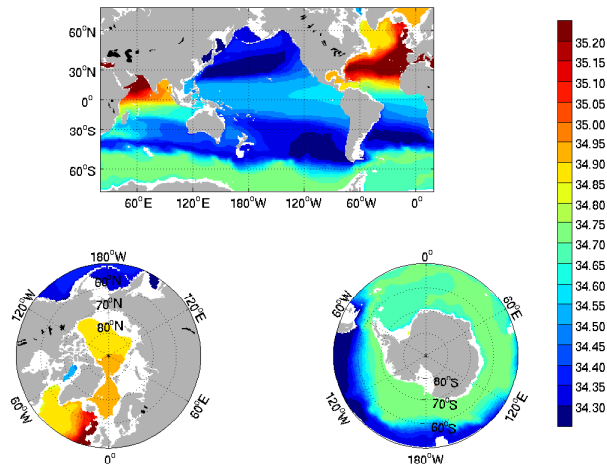 60°N
30°N
0°
30°S
60°S
60°E
120°E
180°W
120°W
60°W
0°
35.20
35.15
35.10
35.05
35.00
34.95
34.90
34.85
34.80
34.75
34.70
34.65
34.60
34.55
34.50
34.45
34.40
34.35
34.30
180°W
120°W
120°E
60°N
70°N
80°N
60°W
60°E
0°
0°
60°W
60°E
80°S
70°S
60°S
120°W
120°E
180°W